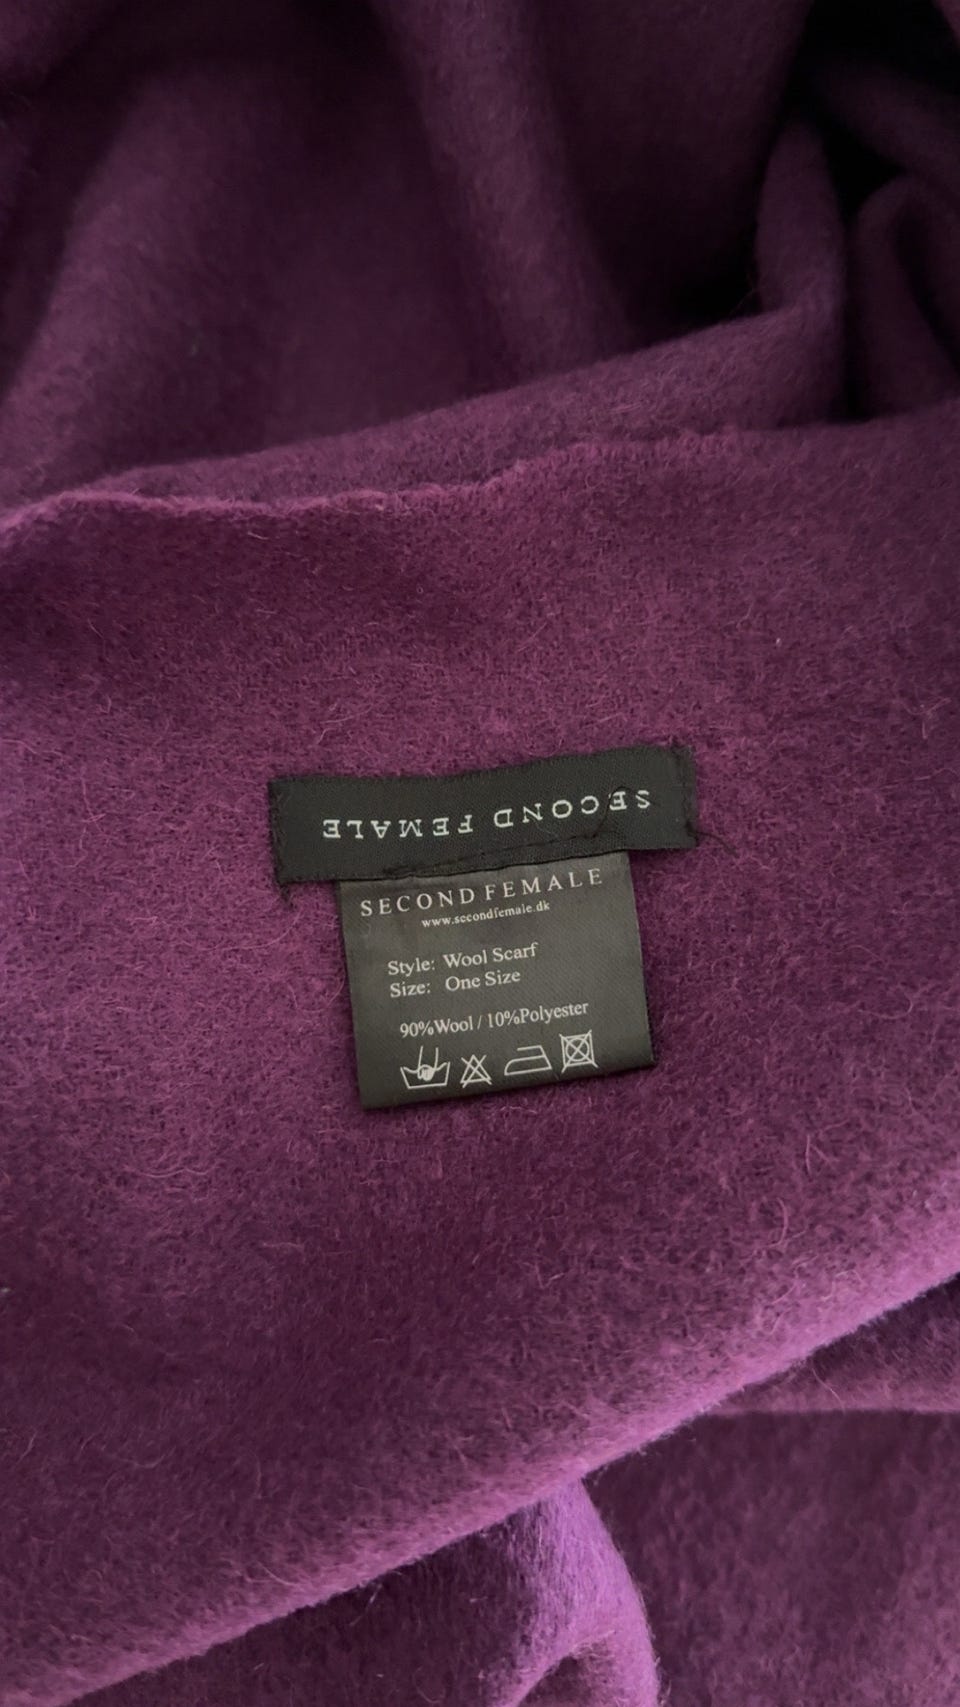 SECOND FEMALE
SECOND FEMALE
www.secondfemale.dk
Style: Wool Scarf
Size: One Size
90%Wool / 10%Polyester